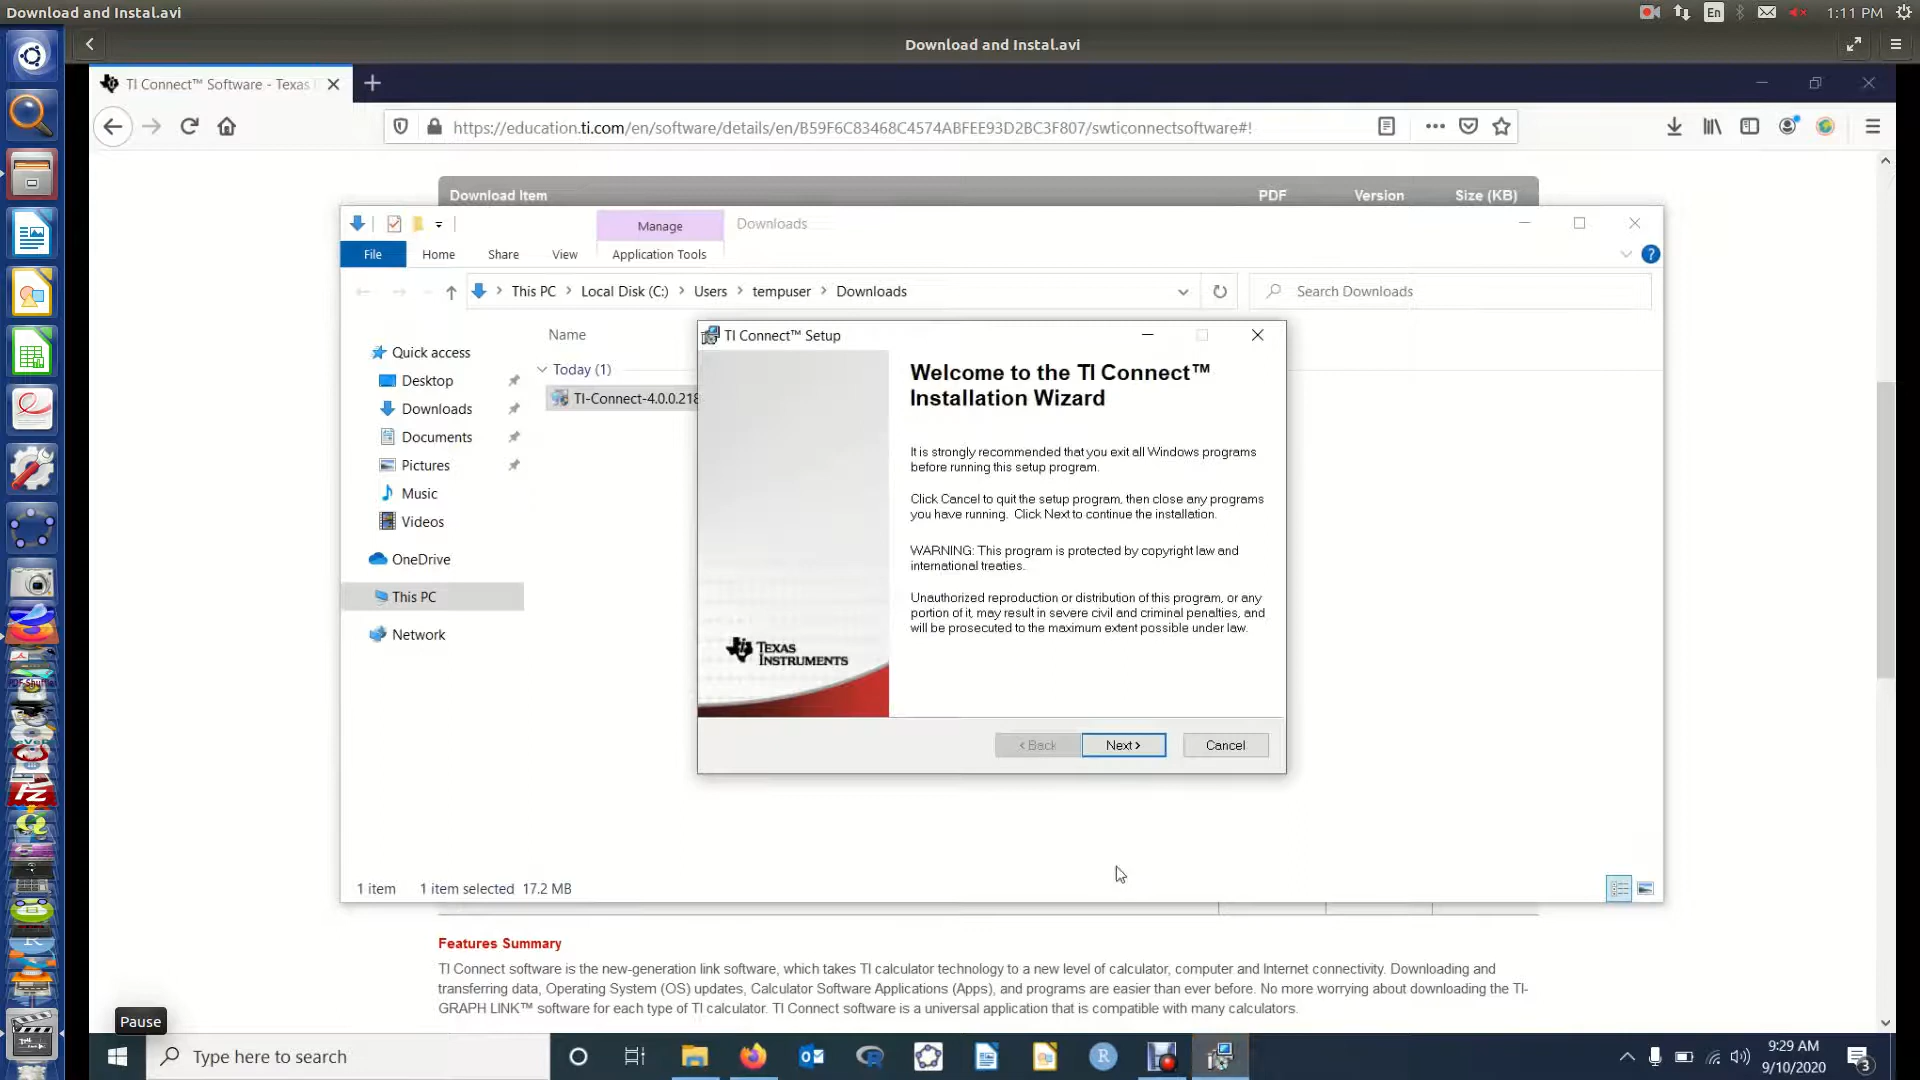 Download and Instal.avi
En
1:11 PM
Download and Instal.avi
TI Connect™ Software - Texas
https://education.ti.com/en/software/details/en/B59F6C83468C4574ABFEE93D2BC3F807/swticonnectsoftware#!
Download Item PDF Version Size (KB)
Manage Downloads
File Home Share View Application Tools
This PC Local Disk (C:) Users tempuser Downloads
Search Downloads
Name
Quick access
Today (1)
Desktop
TI-Connect-4.0.0.218
Downloads
Documents
Pictures
Music
Videos
OneDrive
This PC
Network
TI Connect™ Setup
Welcome to the TI Connect™
Installation Wizard
It is strongly recommended that you exit all Windows programs
before running this setup program.
Click Cancel to quit the setup program, then close any programs
you have running. Click Next to continue the installation.
WARNING: This program is protected by copyright law and
international treaties.
Unauthorized reproduction or distribution of this program, or any
portion of it, may result in severe civil and criminal penalties, and
will be prosecuted to the maximum extent possible under law.
TEXAS
INSTRUMENTS
< Back Next > Cancel
1 item 1 item selected 17.2 MB
Features Summary
TI Connect software is the new-generation link software, which takes TI calculator technology to a new level of calculator, computer and Internet connectivity. Downloading and
transferring data, Operating System (OS) updates, Calculator Software Applications (Apps), and programs are easier than ever before. No more worrying about downloading the TI-
GRAPH LINK™ software for each type of TI calculator. TI Connect software is a universal application that is compatible with many calculators.
Pause
Type here to search
9:29 AM
9/10/2020
3